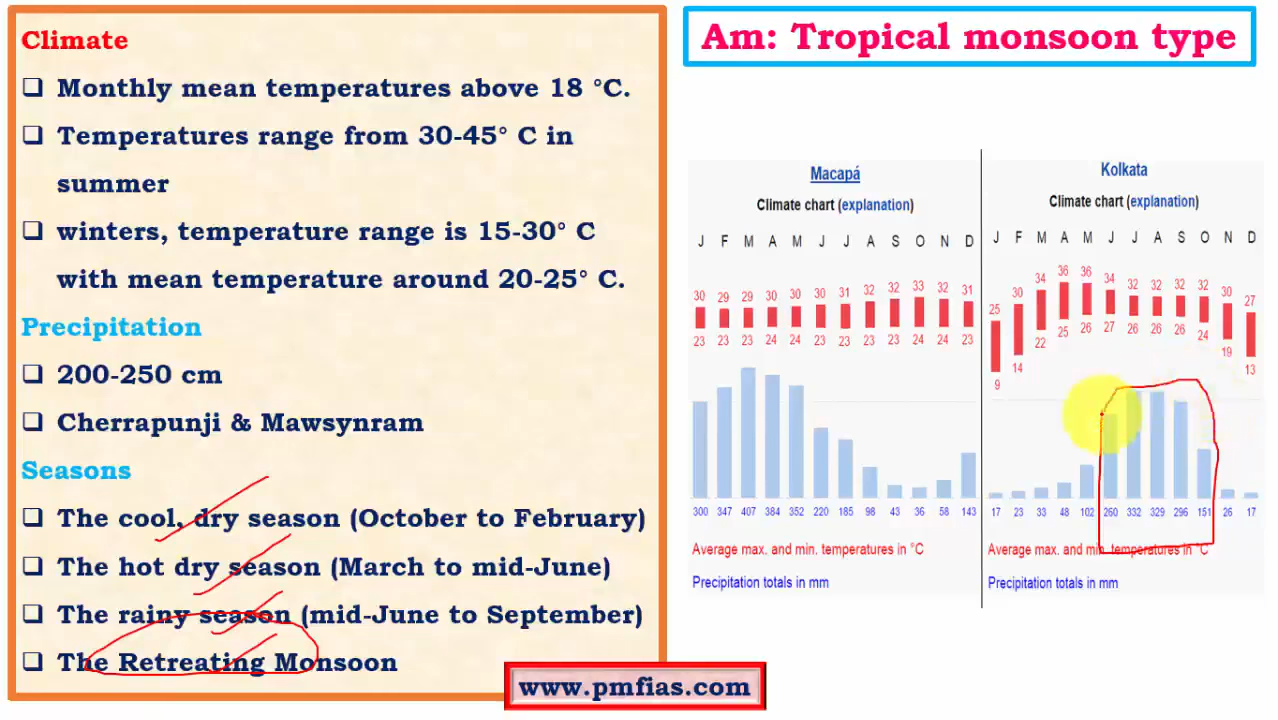 Climate
❑ Monthly mean temperatures above 18 °C.
❑ Temperatures range from 30-45° C in
summer
❑ winters, temperature range is 15-30° C
with mean temperature around 20-25° C.
Precipitation
❑ 200-250 cm
❑ Cherrapunji & Mawsynram
Seasons
❑ The cool, dry season (October to February)
❑ The hot dry season (March to mid-June)
❑ The rainy season (mid-June to September)
❑ The Retreating Monsoon
Am: Tropical monsoon type
Macapá
Climate chart (explanation)
J F M A M J J A S O N D
30 29 29 30 30 30 31 32 32 33 32 31
23 23 23 23 23 23 23 23 24 24 24 23
300 347 407 384 352 220 185 98 43 36 58 143
Average max. and min. temperatures in °C
Precipitation totals in mm
Kolkata
Climate chart (explanation)
J F M A M J J A S O N D
25 30 34 36 36 34 32 32 32 32 30 27
9 14 22 25 26 27 26 26 26 24 19 13
17 23 33 48 102 260 332 329 296 151 26 17
Average max. and min. temperatures in °C
Precipitation totals in mm
www.pmfias.com